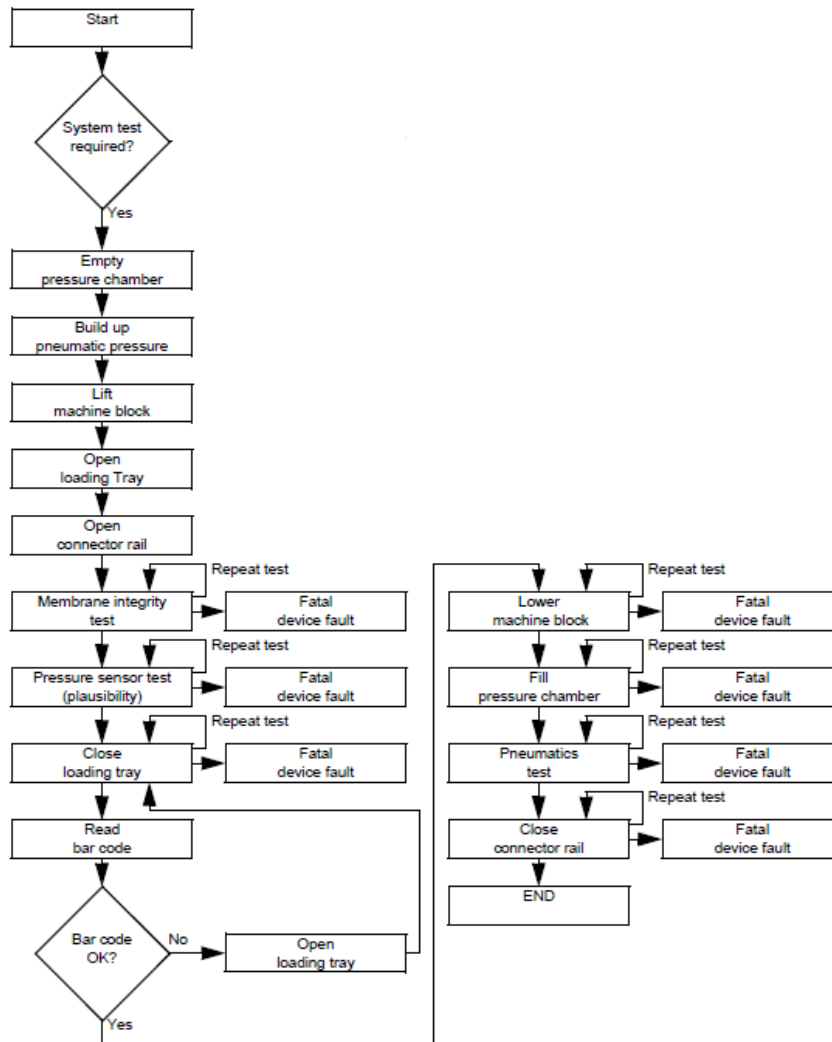 Start
System test
required?
Yes
Empty
pressure chamber
Build up
pneumatic pressure
Lift
machine block
Open
loading Tray
Open
connector rail
Repeat test
Membrane integrity
test
Fatal
device fault
Repeat test
Pressure sensor test
(plausibility)
Fatal
device fault
Repeat test
Close
loading tray
Fatal
device fault
Read
bar code
Bar code
OK?
No
Open
loading tray
Yes
Repeat test
Lower
machine block
Fatal
device fault
Repeat test
Fill
pressure chamber
Fatal
device fault
Repeat test
Pneumatics
test
Fatal
device fault
Repeat test
Close
connector rail
Fatal
device fault
END